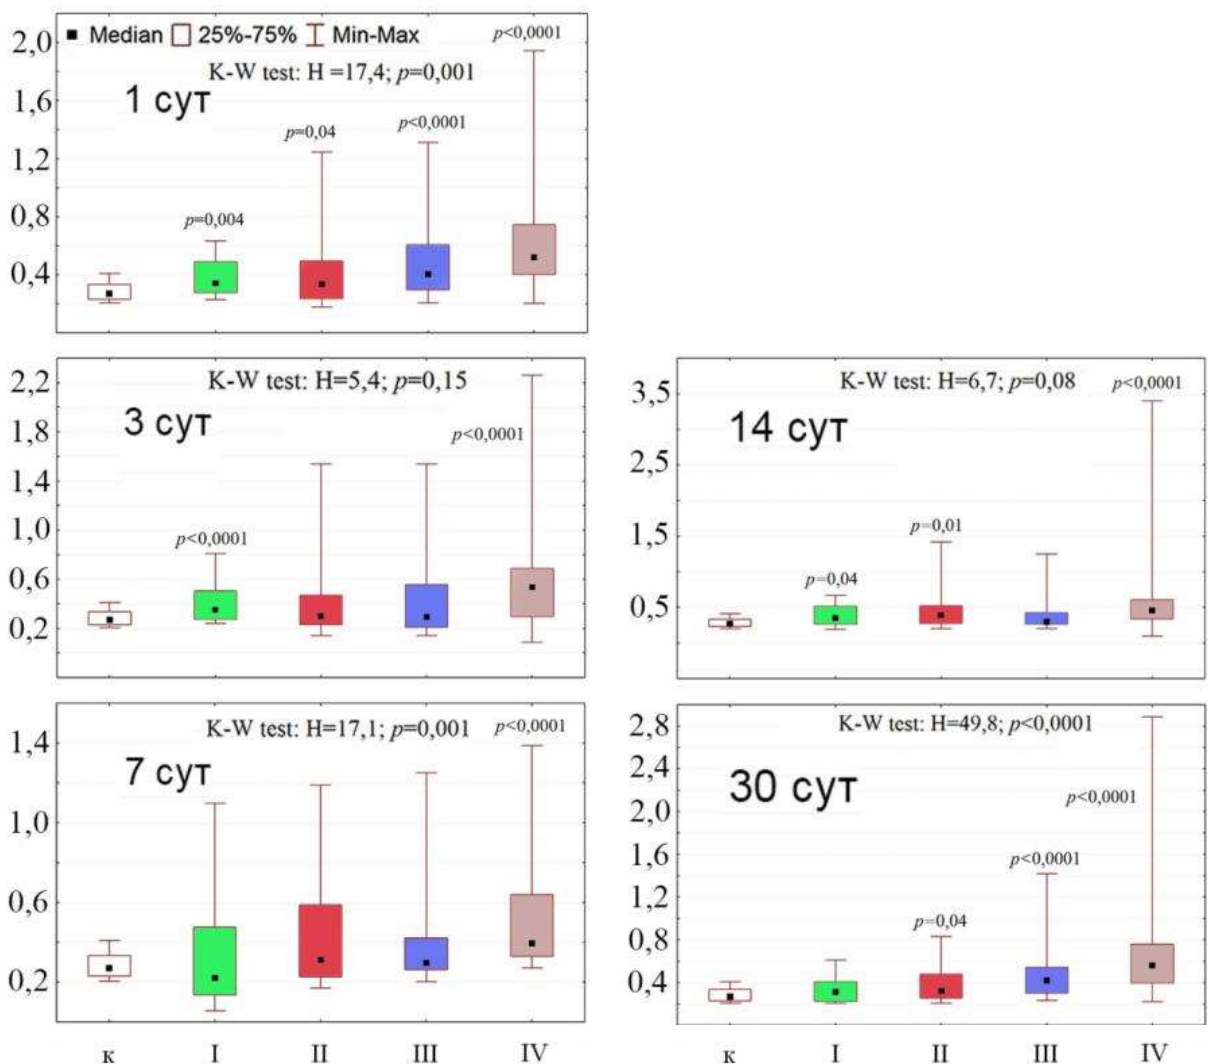 Median 25%-75% Min-Max
K-W test: H =17,4; p=0,001
1 сут
p=0,004
p=0,04
p<0,0001
p<0,0001
2,0
1,6
1,2
0,8
0,4
K-W test: H=5,4; p=0,15
3 сут
p<0,0001
p<0,0001
2,2
1,8
1,4
1,0
0,6
0,2
K-W test: H=17,1; p=0,001
p<0,0001
7 сут
1,4
1,0
0,6
0,2
к I II III IV
K-W test: H=6,7; p=0,08
p<0,0001
14 сут
p=0,04
p=0,01
3,5
2,5
1,5
0,5
K-W test: H=49,8; p<0,0001
30 сут
p<0,0001
p<0,0001
p=0,04
2,8
2,4
2,0
1,6
1,2
0,8
0,4
к I II III IV